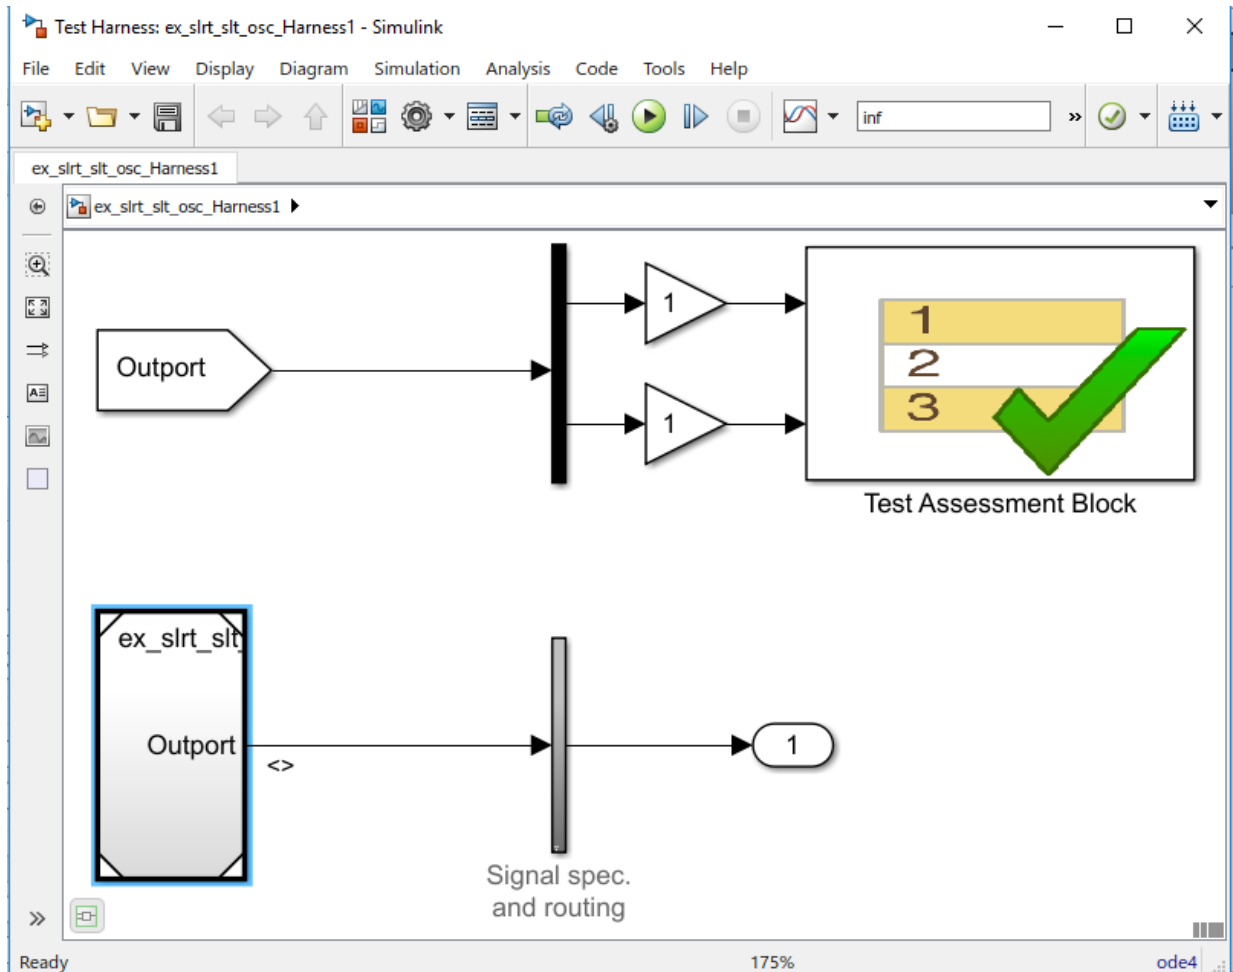 Test Harness: ex_slrt_slt_osc_Harness1 - Simulink
File Edit View Display Diagram Simulation Analysis Code Tools Help
inf »
ex_slrt_slt_osc_Harness1
ex_slrt_slt_osc_Harness1
A
Outport
1
1
1
2
3
Test Assessment Block
ex_slrt_slt_
Outport
<>
1
Signal spec.
and routing
»
Ready 175% ode4